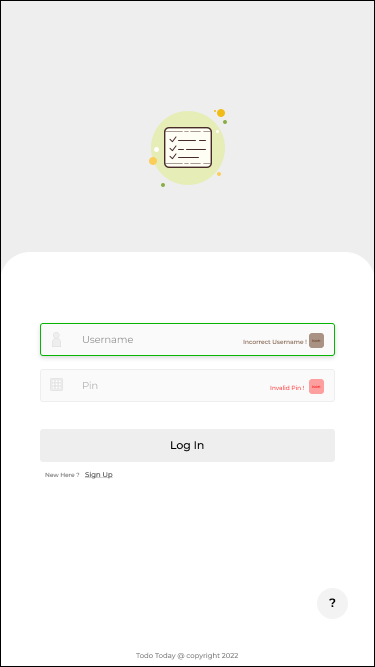 Username Incorrect Username !
Pin Invalid Pin !
Log In
New Here ? Sign Up
?
Todo Today @ copyright 2022